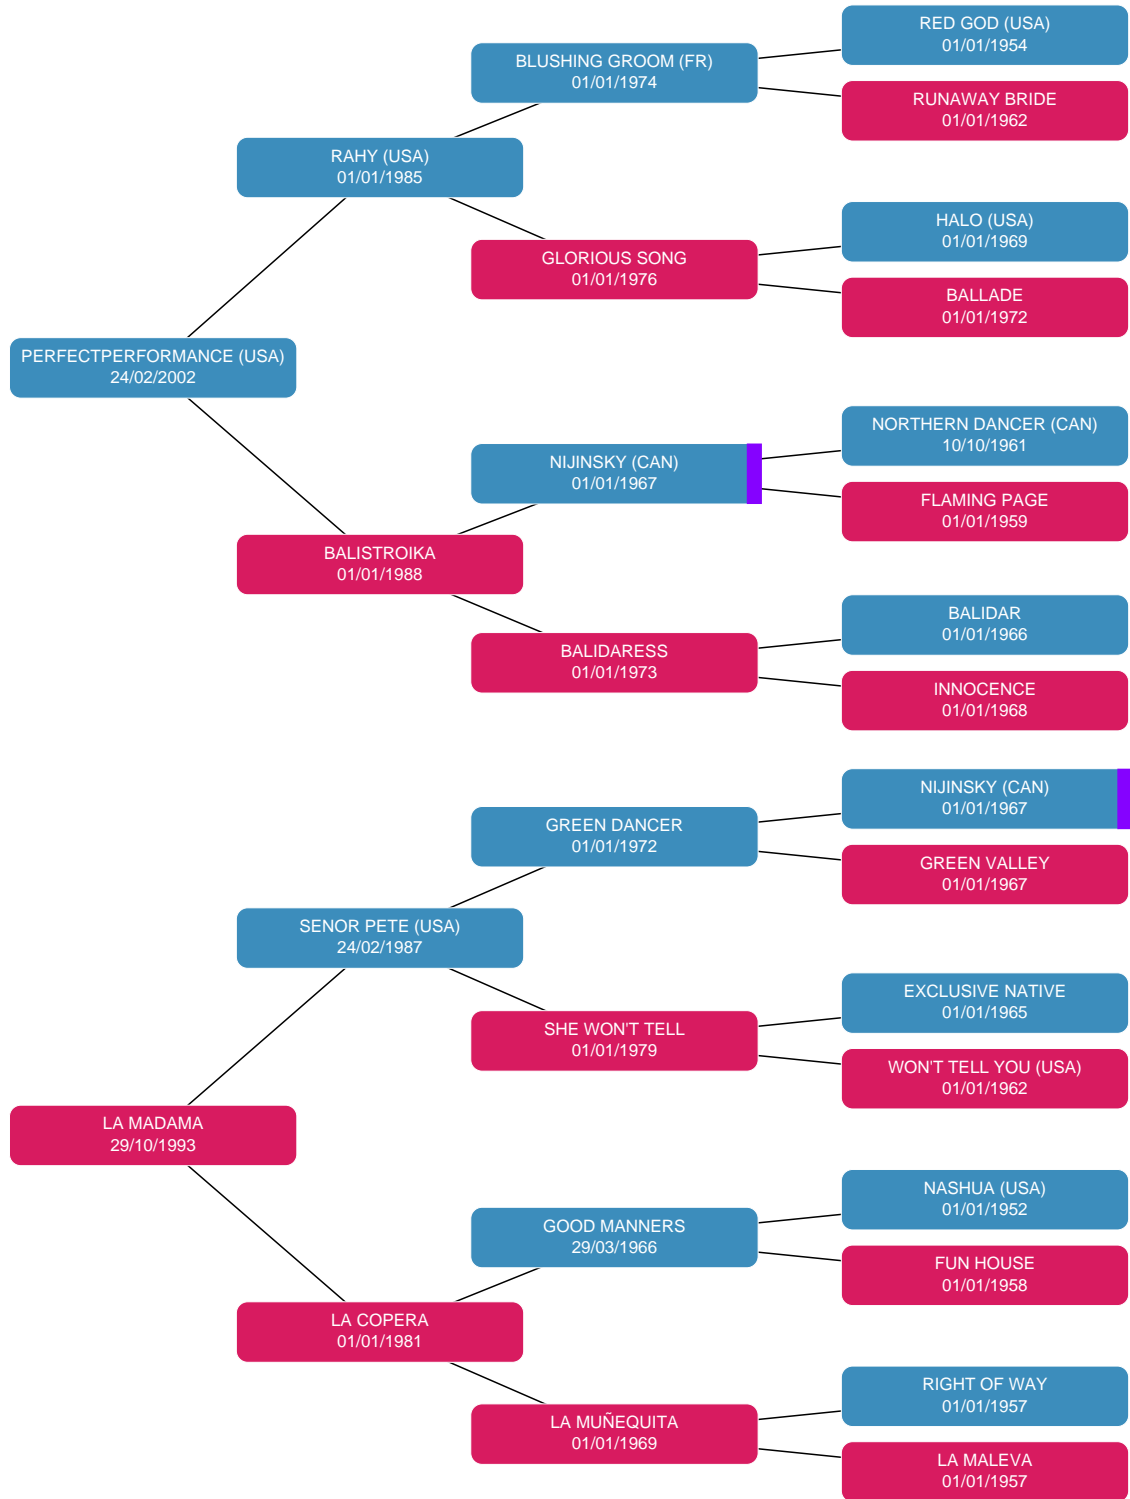 RED GOD (USA)
01/01/1954
BLUSHING GROOM (FR)
01/01/1974
RUNAWAY BRIDE
01/01/1962
RAHY (USA)
01/01/1985
HALO (USA)
01/01/1969
GLORIOUS SONG
01/01/1976
BALLADE
01/01/1972
PERFECTPERFORMANCE (USA)
24/02/2002
NORTHERN DANCER (CAN)
10/10/1961
NIJINSKY (CAN)
01/01/1967
FLAMING PAGE
01/01/1959
BALISTROIKA
01/01/1988
BALIDAR
01/01/1966
BALIDARESS
01/01/1973
INNOCENCE
01/01/1968
NIJINSKY (CAN)
01/01/1967
GREEN DANCER
01/01/1972
GREEN VALLEY
01/01/1967
SENOR PETE (USA)
24/02/1987
EXCLUSIVE NATIVE
01/01/1965
SHE WON'T TELL
01/01/1979
WON'T TELL YOU (USA)
01/01/1962
LA MADAMA
29/10/1993
NASHUA (USA)
01/01/1952
GOOD MANNERS
29/03/1966
FUN HOUSE
01/01/1958
LA COPERA
01/01/1981
RIGHT OF WAY
01/01/1957
LA MUÑEQUITA
01/01/1969
LA MALEVA
01/01/1957